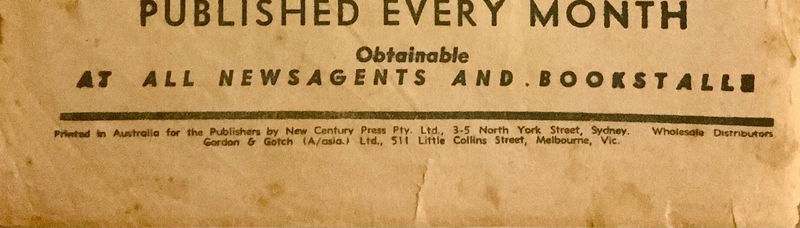 PUBLISHED EVERY MONTH
Obtainable
AT ALL NEWSAGENTS AND . BOOKSTALLS
Printed in Australia for the Publishers by New Century Press Pty. Ltd., 3-5 North York Street, Sydney. Wholesale Distributors
Gordon & Gotch (A/asia.) Ltd., 511 Little Collins Street, Melbourne, Vic.